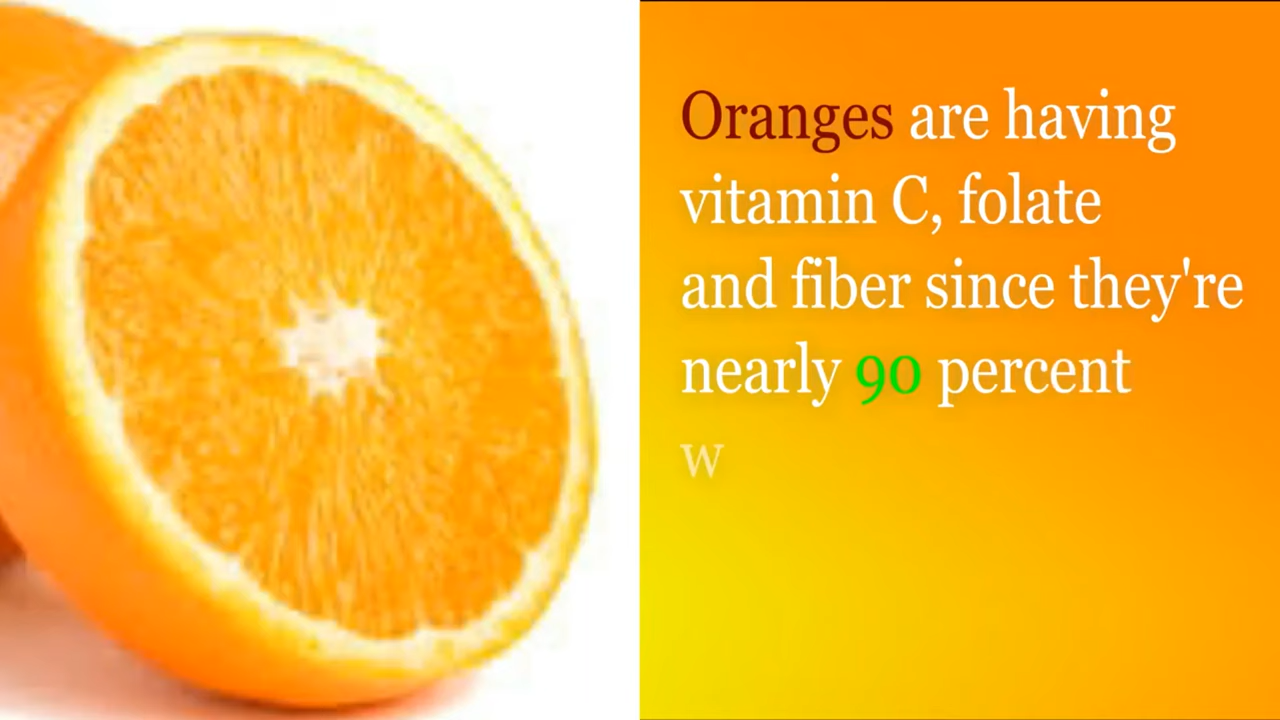 Oranges are having
vitamin C, folate
and fiber since they're
nearly 90 percent
w